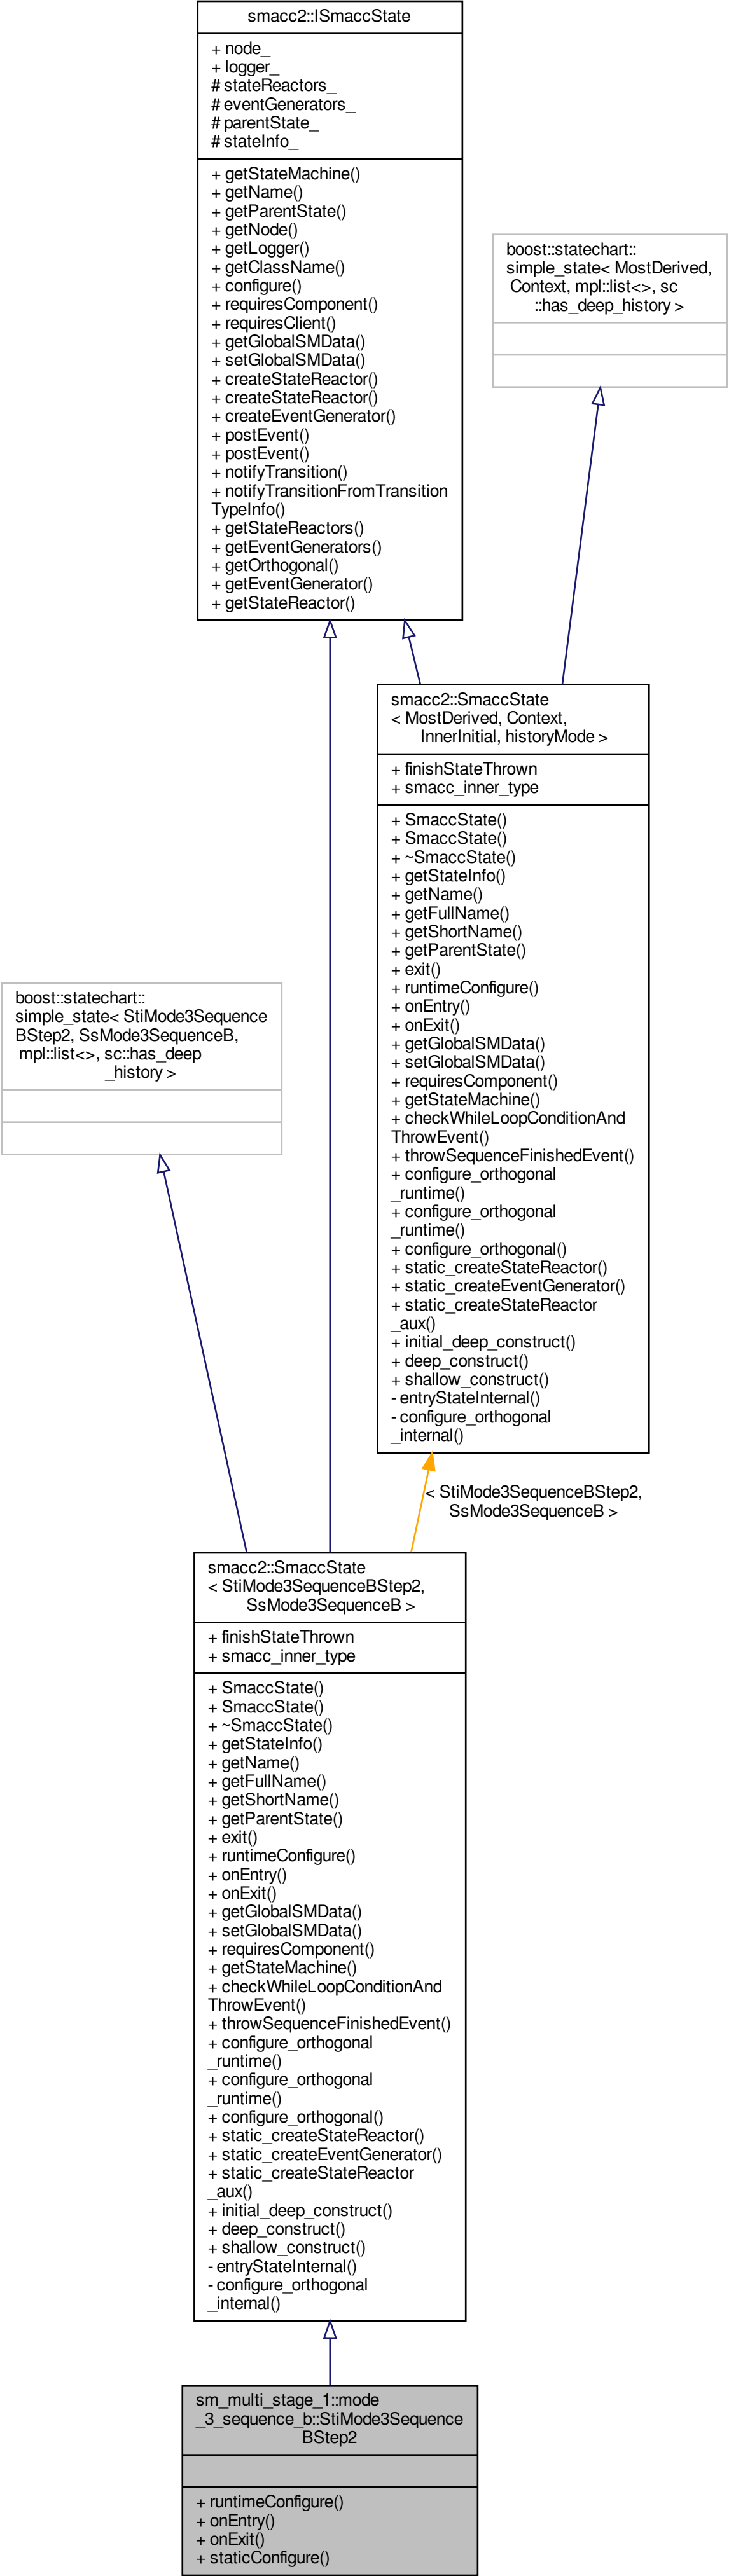 smacc2::ISmaccState
+ node_
+ logger_
# stateReactors_
# eventGenerators_
# parentState_
# stateInfo_
+ getStateMachine()
+ getName()
+ getParentState()
+ getNode()
+ getLogger()
+ getClassName()
+ configure()
+ requiresComponent()
+ requiresClient()
+ getGlobalSMData()
+ setGlobalSMData()
+ createStateReactor()
+ createStateReactor()
+ createEventGenerator()
+ postEvent()
+ postEvent()
+ notifyTransition()
+ notifyTransitionFromTransition
TypeInfo()
+ getStateReactors()
+ getEventGenerators()
+ getOrthogonal()
+ getEventGenerator()
+ getStateReactor()
boost::statechart::
simple_state< MostDerived,
Context, mpl::list<>, sc
::has_deep_history >
smacc2::SmaccState
< MostDerived, Context,
InnerInitial, historyMode >
+ finishStateThrown
+ smacc_inner_type
+ SmaccState()
+ SmaccState()
+ ~SmaccState()
+ getStateInfo()
+ getName()
+ getFullName()
+ getShortName()
+ getParentState()
+ exit()
+ runtimeConfigure()
+ onEntry()
+ onExit()
+ getGlobalSMData()
+ setGlobalSMData()
+ requiresComponent()
+ getStateMachine()
+ checkWhileLoopConditionAnd
ThrowEvent()
+ throwSequenceFinishedEvent()
+ configure_orthogonal
_runtime()
+ configure_orthogonal
_runtime()
+ configure_orthogonal()
+ static_createStateReactor()
+ static_createEventGenerator()
+ static_createStateReactor
_aux()
+ initial_deep_construct()
+ deep_construct()
+ shallow_construct()
- entryStateInternal()
- configure_orthogonal
_internal()
boost::statechart::
simple_state< StiMode3Sequence
BStep2, SsMode3SequenceB,
mpl::list<>, sc::has_deep
_history >
< StiMode3SequenceBStep2,
SsMode3SequenceB >
smacc2::SmaccState
< StiMode3SequenceBStep2,
SsMode3SequenceB >
+ finishStateThrown
+ smacc_inner_type
+ SmaccState()
+ SmaccState()
+ ~SmaccState()
+ getStateInfo()
+ getName()
+ getFullName()
+ getShortName()
+ getParentState()
+ exit()
+ runtimeConfigure()
+ onEntry()
+ onExit()
+ getGlobalSMData()
+ setGlobalSMData()
+ requiresComponent()
+ getStateMachine()
+ checkWhileLoopConditionAnd
ThrowEvent()
+ throwSequenceFinishedEvent()
+ configure_orthogonal
_runtime()
+ configure_orthogonal
_runtime()
+ configure_orthogonal()
+ static_createStateReactor()
+ static_createEventGenerator()
+ static_createStateReactor
_aux()
+ initial_deep_construct()
+ deep_construct()
+ shallow_construct()
- entryStateInternal()
- configure_orthogonal
_internal()
sm_multi_stage_1::mode
_3_sequence_b::StiMode3Sequence
BStep2
+ runtimeConfigure()
+ onEntry()
+ onExit()
+ staticConfigure()